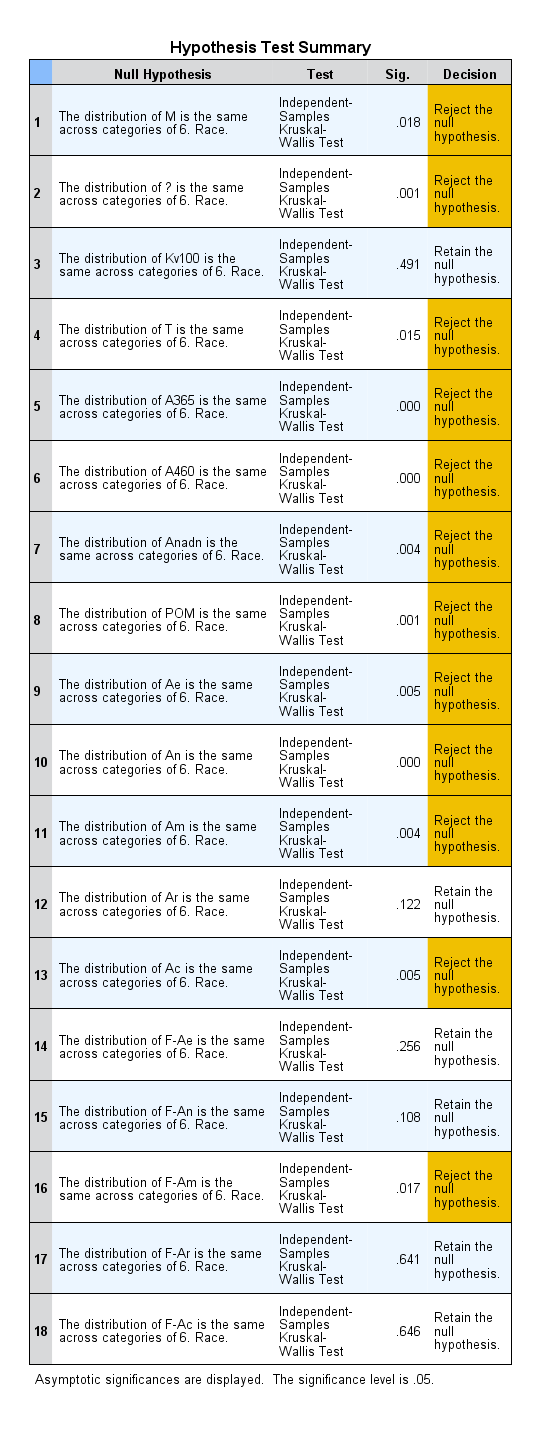 Hypothesis Test Summary
Null Hypothesis Test Sig. Decision
1 The distribution of M is the same across categories of 6. Race. Independent-Samples Kruskal-Wallis Test .018 Reject the null hypothesis.
2 The distribution of ? is the same across categories of 6. Race. Independent-Samples Kruskal-Wallis Test .001 Reject the null hypothesis.
3 The distribution of Kv100 is the same across categories of 6. Race. Independent-Samples Kruskal-Wallis Test .491 Retain the null hypothesis.
4 The distribution of T is the same across categories of 6. Race. Independent-Samples Kruskal-Wallis Test .015 Reject the null hypothesis.
5 The distribution of A365 is the same across categories of 6. Race. Independent-Samples Kruskal-Wallis Test .000 Reject the null hypothesis.
6 The distribution of A460 is the same across categories of 6. Race. Independent-Samples Kruskal-Wallis Test .000 Reject the null hypothesis.
7 The distribution of Anadn is the same across categories of 6. Race. Independent-Samples Kruskal-Wallis Test .004 Reject the null hypothesis.
8 The distribution of POM is the same across categories of 6. Race. Independent-Samples Kruskal-Wallis Test .001 Reject the null hypothesis.
9 The distribution of Ae is the same across categories of 6. Race. Independent-Samples Kruskal-Wallis Test .005 Reject the null hypothesis.
10 The distribution of An is the same across categories of 6. Race. Independent-Samples Kruskal-Wallis Test .000 Reject the null hypothesis.
11 The distribution of Am is the same across categories of 6. Race. Independent-Samples Kruskal-Wallis Test .004 Reject the null hypothesis.
12 The distribution of Ar is the same across categories of 6. Race. Independent-Samples Kruskal-Wallis Test .122 Retain the null hypothesis.
13 The distribution of Ac is the same across categories of 6. Race. Independent-Samples Kruskal-Wallis Test .005 Reject the null hypothesis.
14 The distribution of F-Ae is the same across categories of 6. Race. Independent-Samples Kruskal-Wallis Test .256 Retain the null hypothesis.
15 The distribution of F-An is the same across categories of 6. Race. Independent-Samples Kruskal-Wallis Test .108 Retain the null hypothesis.
16 The distribution of F-Am is the same across categories of 6. Race. Independent-Samples Kruskal-Wallis Test .017 Reject the null hypothesis.
17 The distribution of F-Ar is the same across categories of 6. Race. Independent-Samples Kruskal-Wallis Test .641 Retain the null hypothesis.
18 The distribution of F-Ac is the same across categories of 6. Race. Independent-Samples Kruskal-Wallis Test .646 Retain the null hypothesis.
Asymptotic significances are displayed. The significance level is .05.